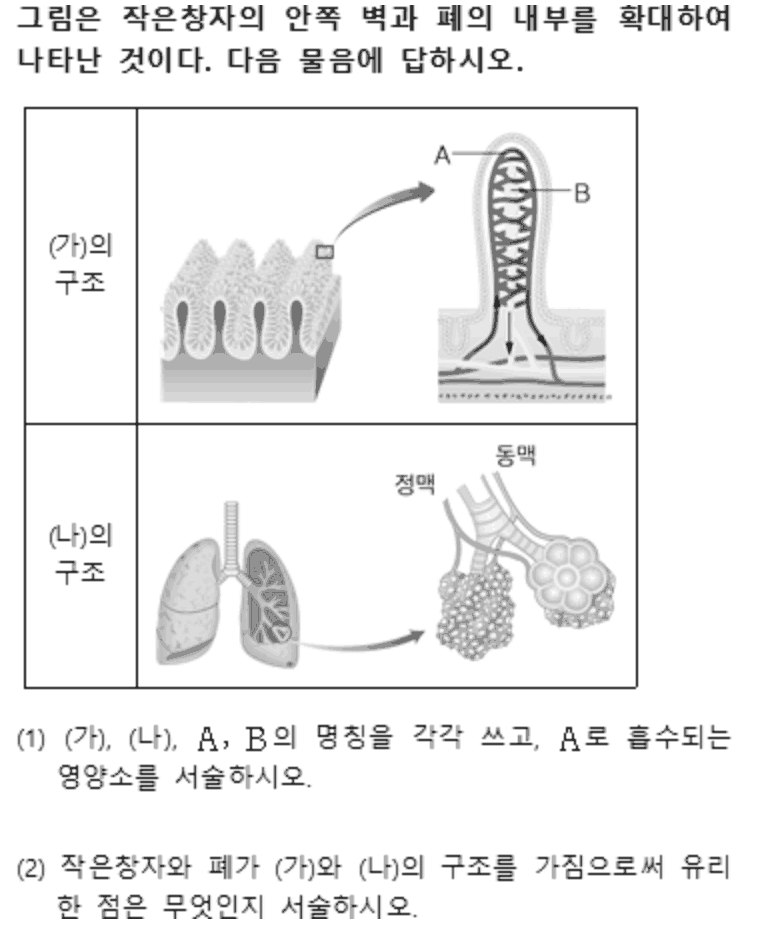 그림은 작은창자의 안쪽 벽과 폐의 내부를 확대하여
나타난 것이다. 다음 물음에 답하시오.
(가)의
구조
A
B
(나)의
구조
정맥
동맥
(1) (가), (나), A, B의 명칭을 각각 쓰고, A로 흡수되는
영양소를 서술하시오.
(2) 작은창자와 폐가 (가)와 (나)의 구조를 가짐으로써 유리
한 점은 무엇인지 서술하시오.